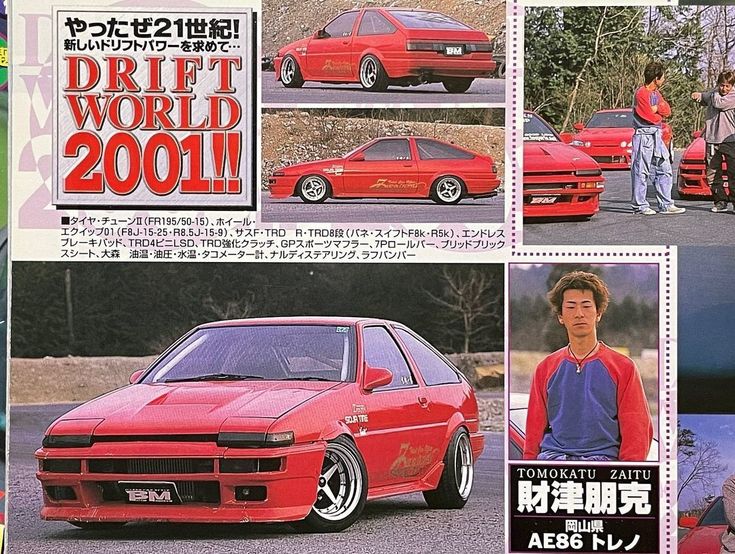 やったぜ21世紀!
新しいドリフトパワーを求めて…
DRIFT
WORLD
2001!!
■タイヤ・チューンⅡ(FR195/50-15)、ホイール・
エクイップ01(F8J-15-25・R8.5J-15-9)、サスF・TRD R・TRD8段(バネ・スイフトF8k・R5k)、エンドレス
ブレーキパッド、TRD4ピニLSD、TRD強化クラッチ、GPスポーツマフラー、7Pロールバー、ブリッドブリックス
シート、大森 油温・油圧・水温・タコメーター計、ナルディステアリング、ラフバンパー
BM
BM
TOMOKATU ZAITU
財津朋克
岡山県
AE86 トレノ